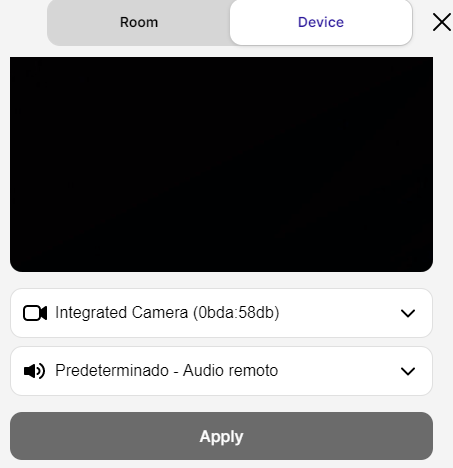 Room
Device
Integrated Camera (0bda:58db)
Predeterminado - Audio remoto
Apply